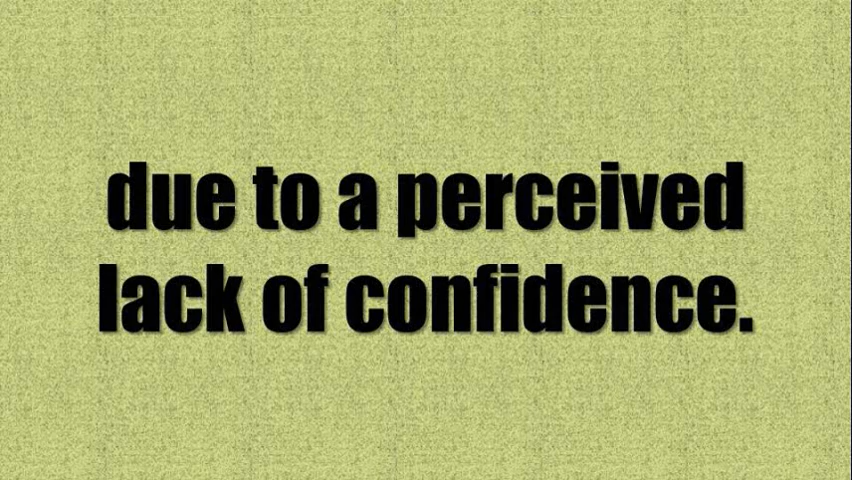 due to a perceived
lack of confidence.